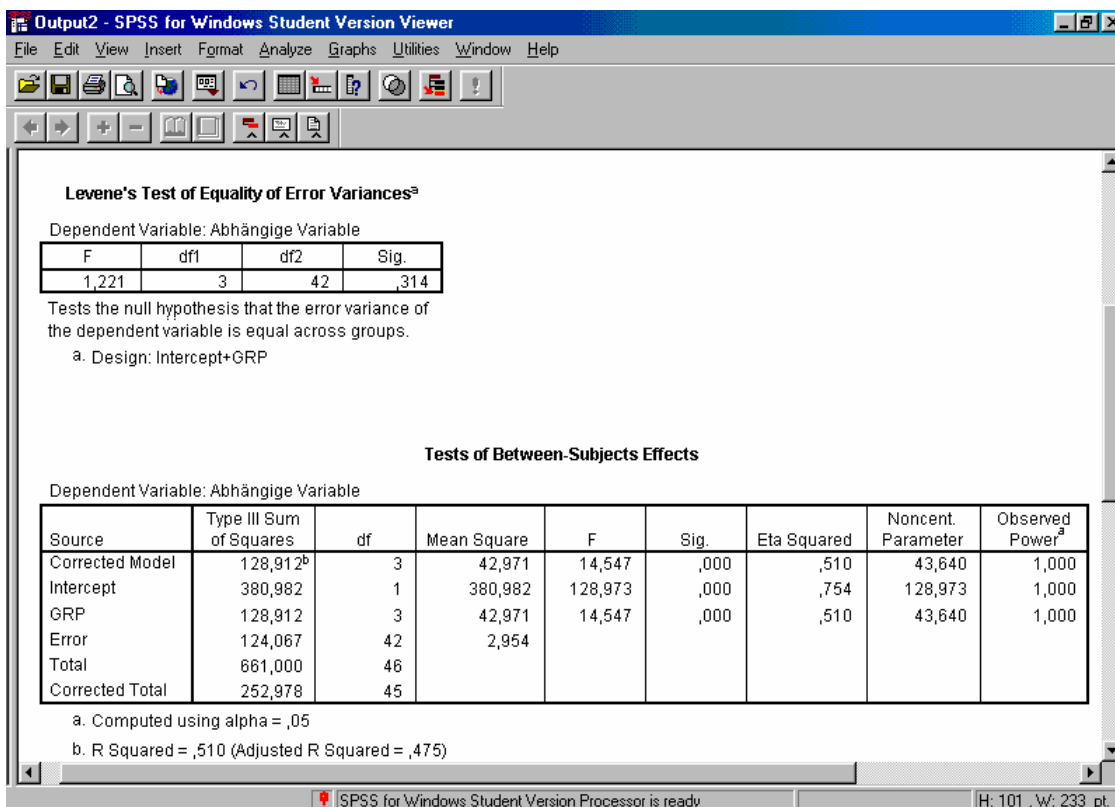 Output2 - SPSS for Windows Student Version Viewer
File Edit View Insert Format Analyze Graphs Utilities Window Help
Levene's Test of Equality of Error Variancesa
Dependent Variable: Abhängige Variable
F df1 df2 Sig.
1,221 3 42 ,314
Tests the null hypothesis that the error variance of
the dependent variable is equal across groups.
a. Design: Intercept+GRP
Tests of Between-Subjects Effects
Dependent Variable: Abhängige Variable
Source Type III Sum of Squares df Mean Square F Sig. Eta Squared Noncent. Parameter Observed Powera
Corrected Model 128,912b 3 42,971 14,547 ,000 ,510 43,640 1,000
Intercept 380,982 1 380,982 128,973 ,000 ,754 128,973 1,000
GRP 128,912 3 42,971 14,547 ,000 ,510 43,640 1,000
Error 124,067 42 2,954
Total 661,000 46
Corrected Total 252,978 45
a. Computed using alpha = ,05
b. R Squared = ,510 (Adjusted R Squared = ,475)
SPSS for Windows Student Version Processor is ready
H: 101 , W: 233 pt.